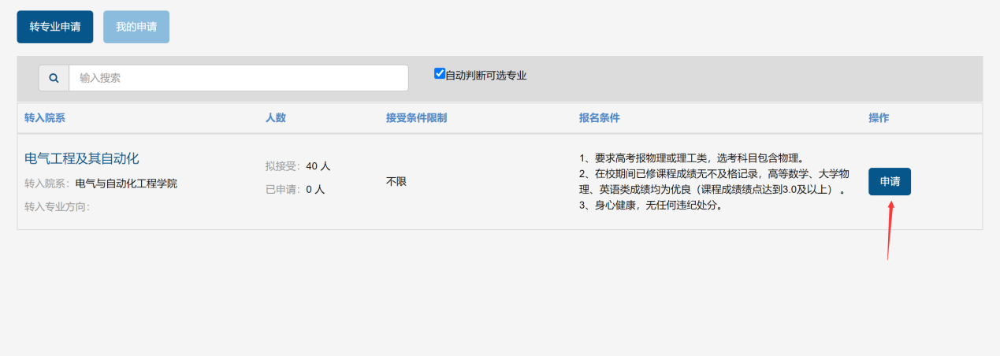 转专业申请 我的申请
输入搜索 自动判断可选专业
转入院系 人数 接受条件限制 报名条件 操作
电气工程及其自动化
转入院系：电气与自动化工程学院
转入专业方向：
拟接受：40 人
已申请：0 人
不限
1、要求高考报物理或理工类，选考科目包含物理。
2、在校期间已修课程成绩无不及格记录，高等数学、大学物
理、英语类成绩均为优良（课程成绩绩点达到3.0及以上） 。
3、身心健康，无任何违纪处分。
申请